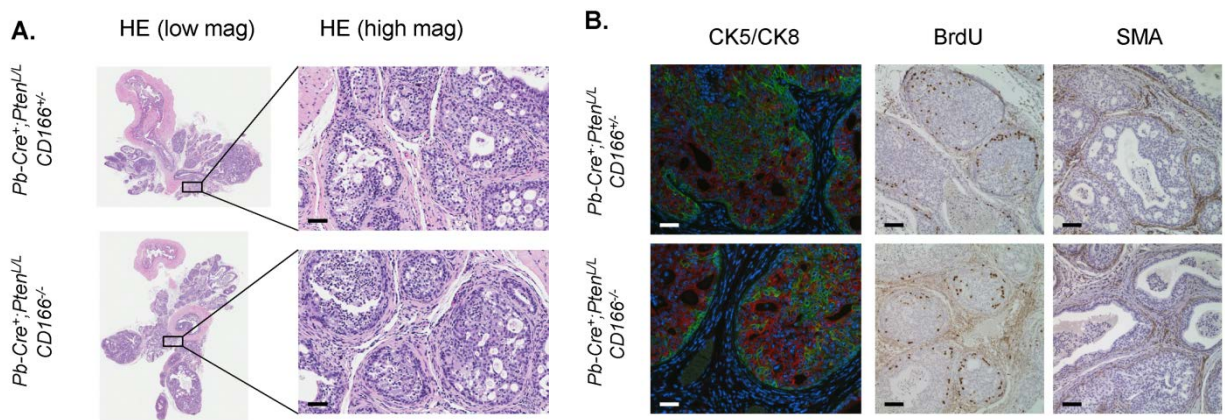 A.
HE (low mag)
HE (high mag)
Pb-Cre⁺;Ptenᴸ/ᴸ
CD166⁺/⁻
Pb-Cre⁺;Ptenᴸ/ᴸ
CD166⁻/⁻
B.
CK5/CK8
BrdU
SMA
Pb-Cre⁺;Ptenᴸ/ᴸ
CD166⁺/⁻
Pb-Cre⁺;Ptenᴸ/ᴸ
CD166⁻/⁻